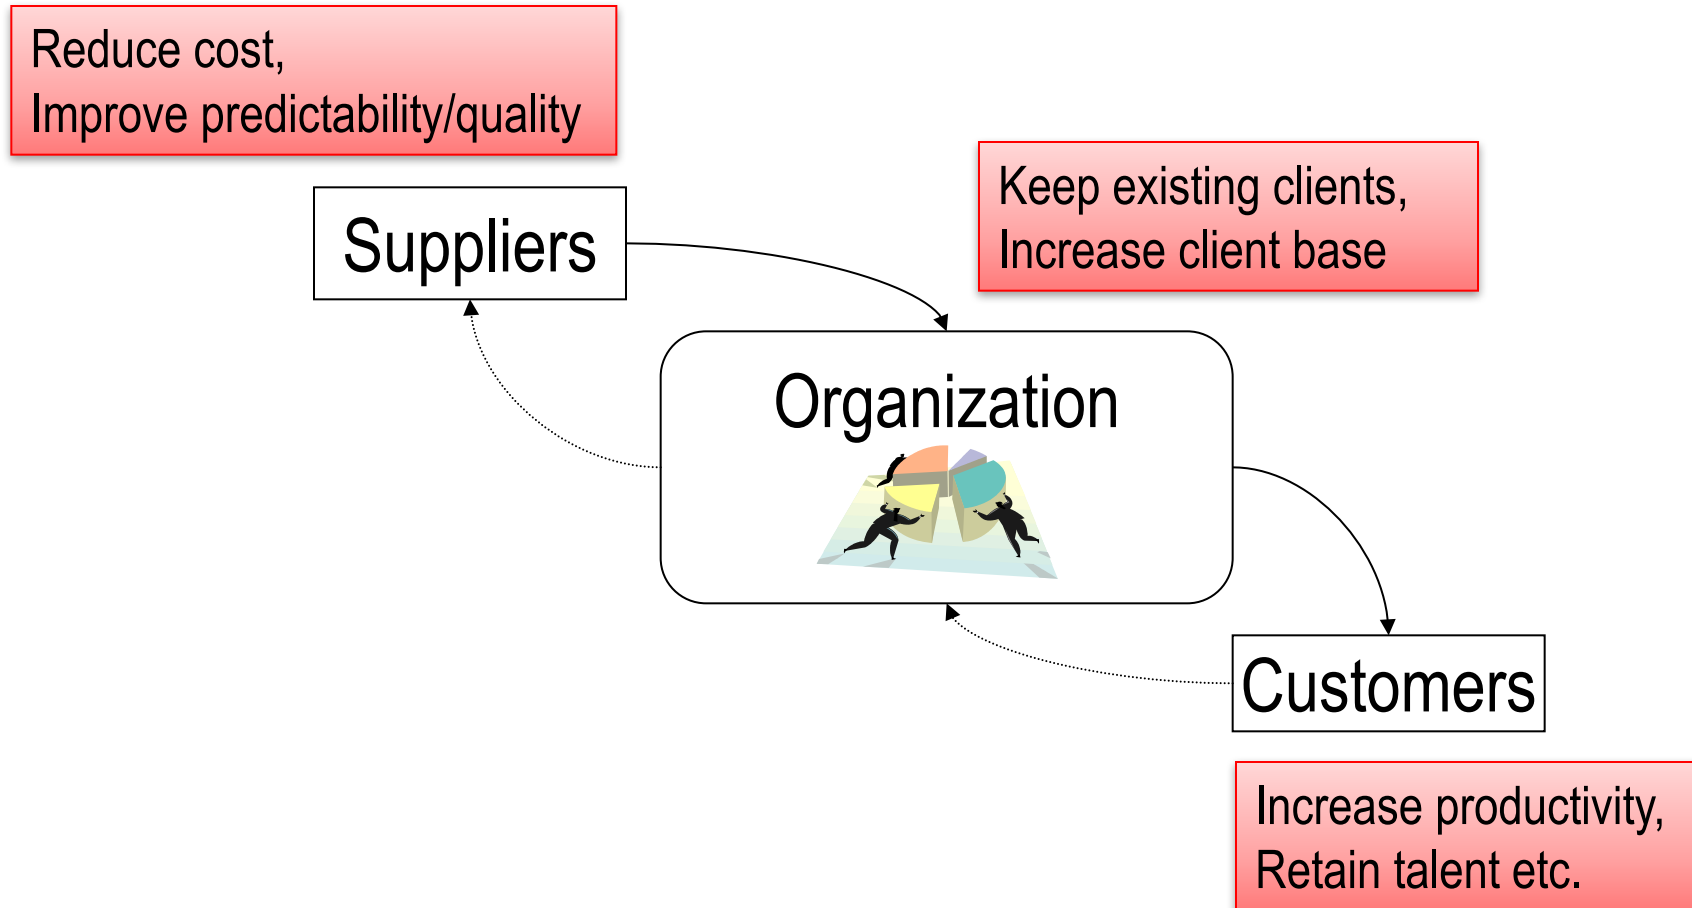 Reduce cost,
Improve predictability/quality
Suppliers
Keep existing clients,
Increase client base
Organization
Customers
Increase productivity,
Retain talent etc.